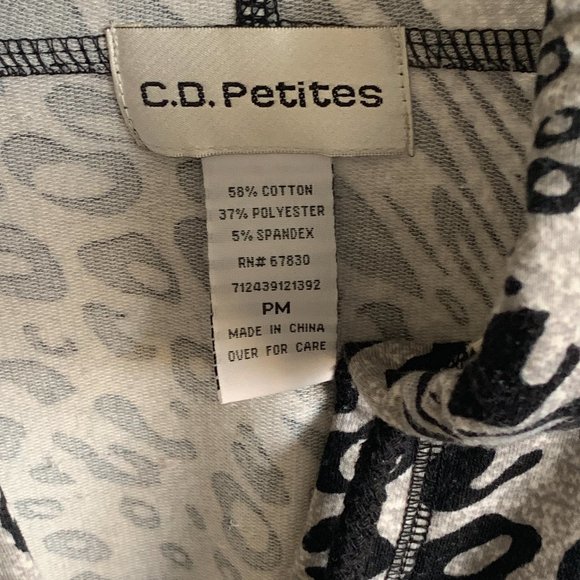 C.D. Petites
58% COTTON
37% POLYESTER
5% SPANDEX
RN# 67830
712439121392
PM
MADE IN CHINA
OVER FOR CARE